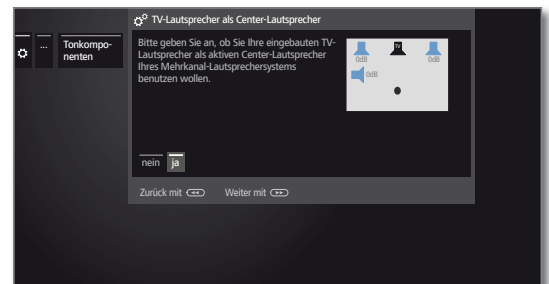 TV-Lautsprecher als Center-Lautsprecher
...
Tonkompo-
nenten
Bitte geben Sie an, ob Sie Ihre eingebauten TV-
Lautsprecher als aktiven Center-Lautsprecher
Ihres Mehrkanal-Lautsprechersystems
benutzen wollen.
TV
0dB
0dB
0dB
nein ja
Zurück mit Weiter mit